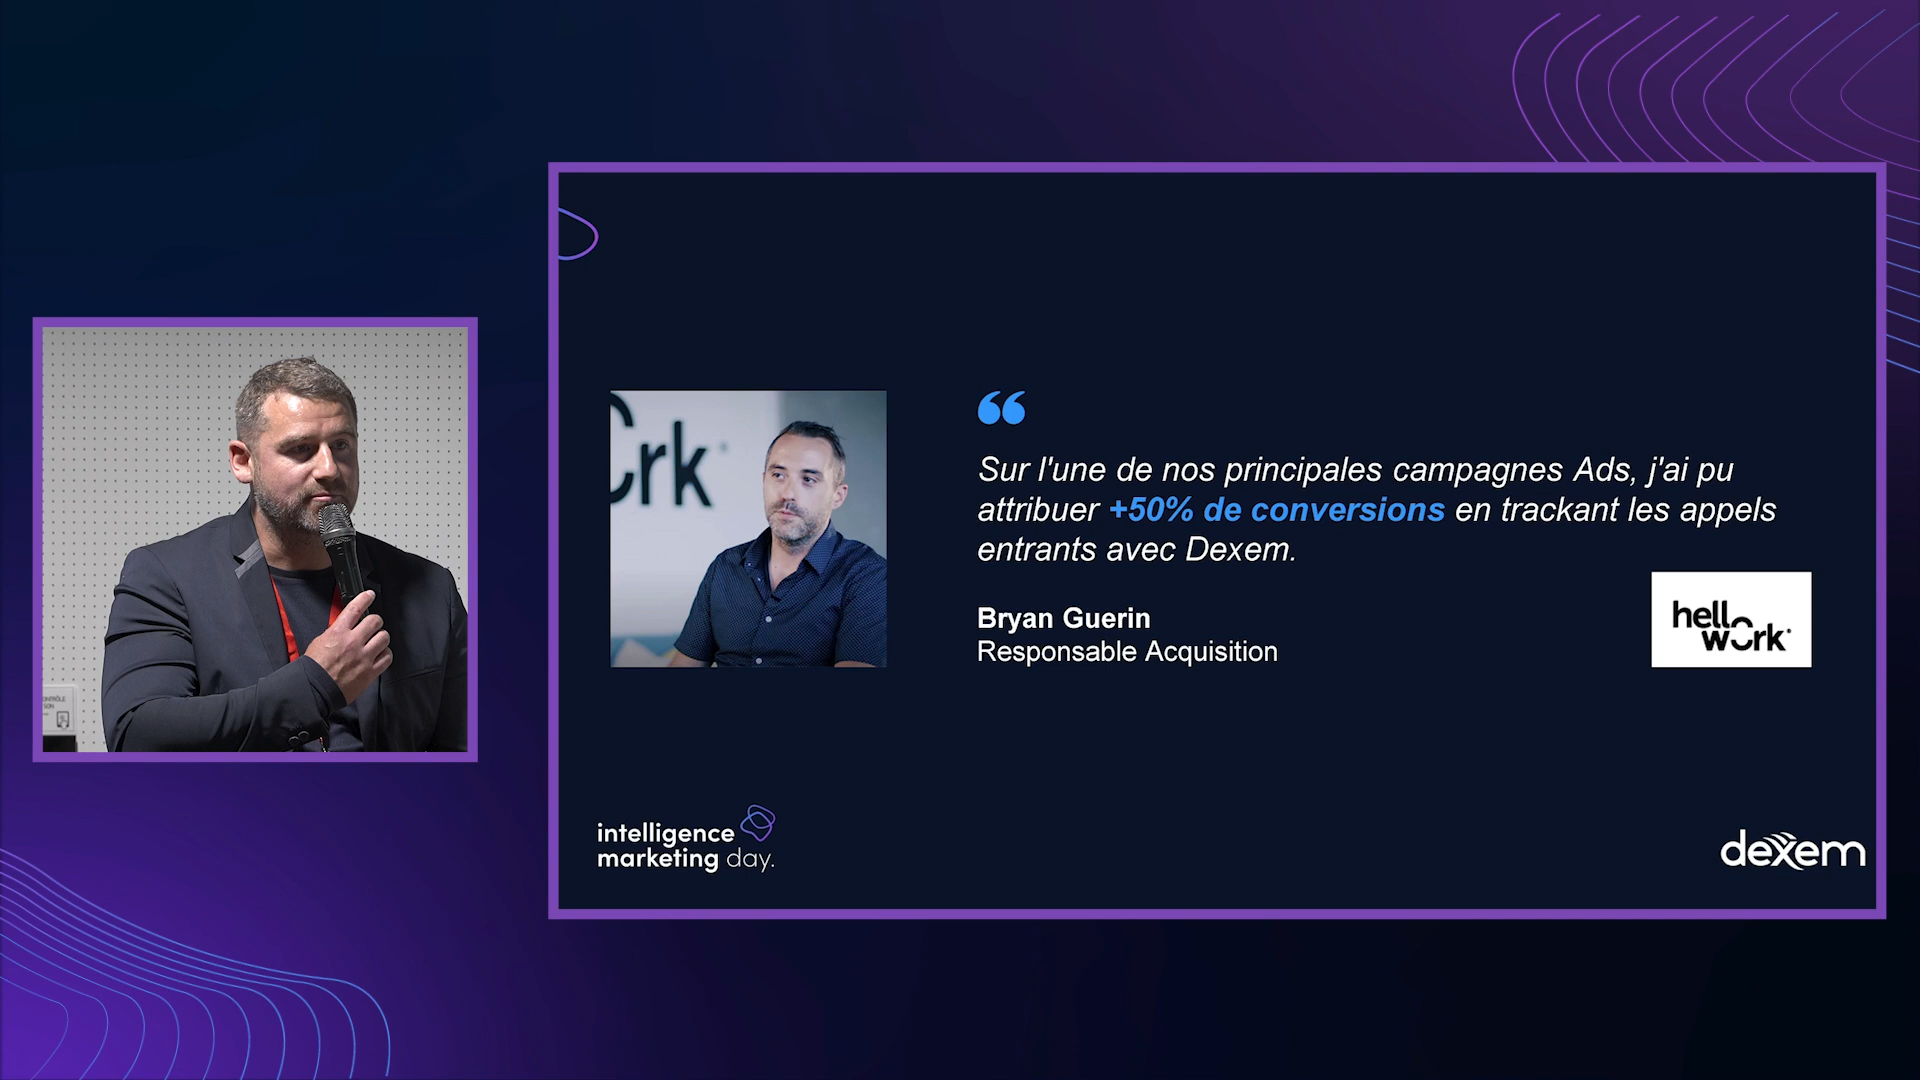 ork
Sur l'une de nos principales campagnes Ads, j'ai pu
attribuer +50% de conversions en trackant les appels
entrants avec Dexem.
Bryan Guerin
Responsable Acquisition
hello
work
intelligence
marketing day.
dexem